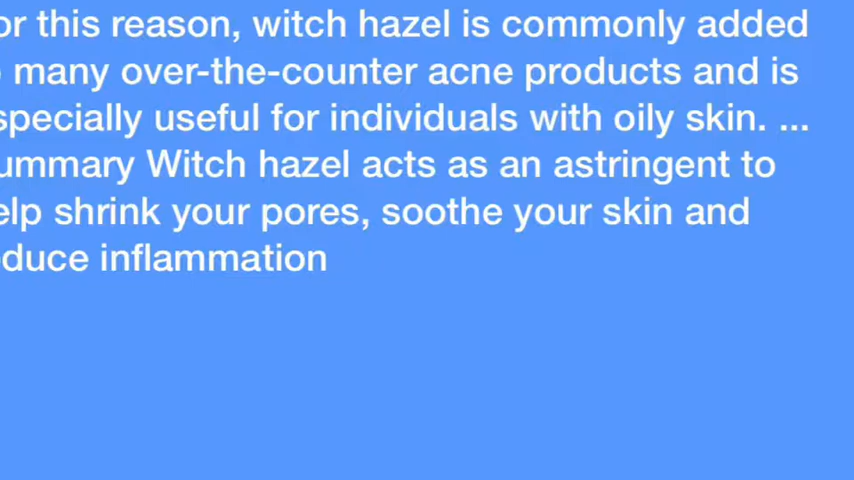 or this reason, witch hazel is commonly added
many over-the-counter acne products and is
specially useful for individuals with oily skin. ...
ummary Witch hazel acts as an astringent to
elp shrink your pores, soothe your skin and
duce inflammation